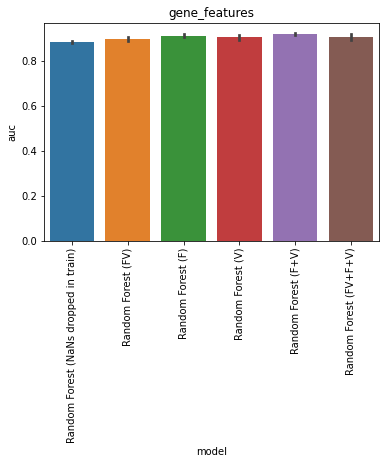 gene_features
auc
0.8
0.6
0.4
0.2
0.0
Random Forest (NaNs dropped in train)
Random Forest (FV)
Random Forest (F)
Random Forest (V)
Random Forest (F+V)
Random Forest (FV+F+V)
model